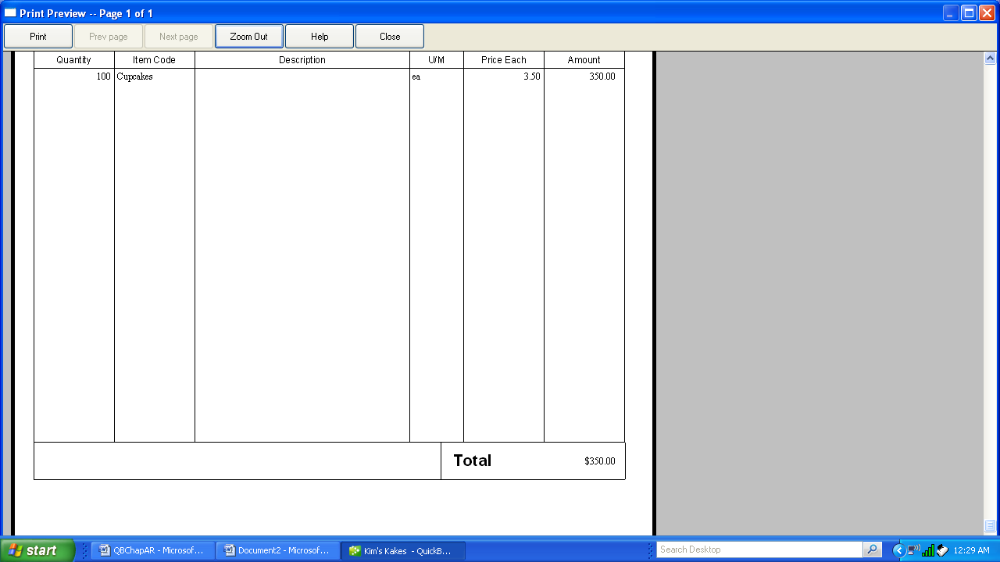 Print Preview -- Page 1 of 1
Print Prev page Next page Zoom Out Help Close
Quantity Item Code Description U/M Price Each Amount
100 Cupcakes ea 3.50 350.00
Total $350.00
start QBChapAR - Microsof... Document2 - Microsof... Kim's Kakes - QuickB... Search Desktop 12:29 AM